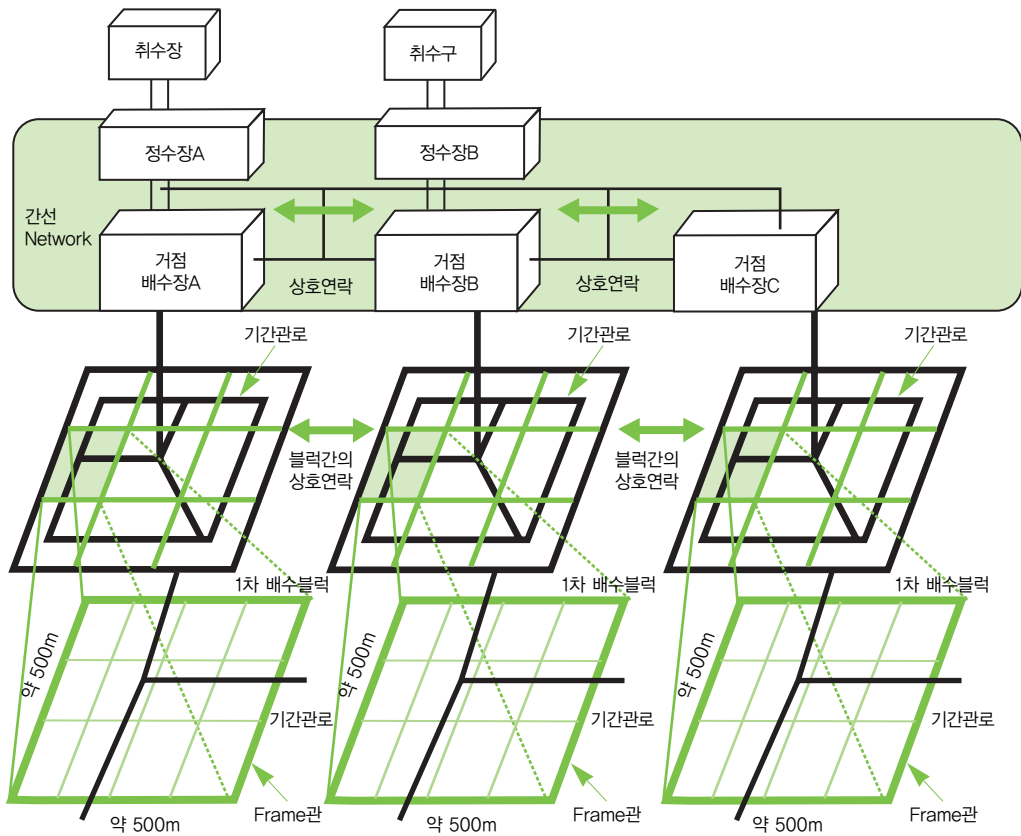 취수장
취수구
정수장A
정수장B
간선
Network
거점
배수장A
상호연락
거점
배수장B
상호연락
거점
배수장C
기간관로
기간관로
기간관로
블럭간의
상호연락
블럭간의
상호연락
1차 배수블럭
1차 배수블럭
1차 배수블럭
약 500m
약 500m
약 500m
기간관로
기간관로
기간관로
Frame관
Frame관
Frame관
약 500m
약 500m
약 500m